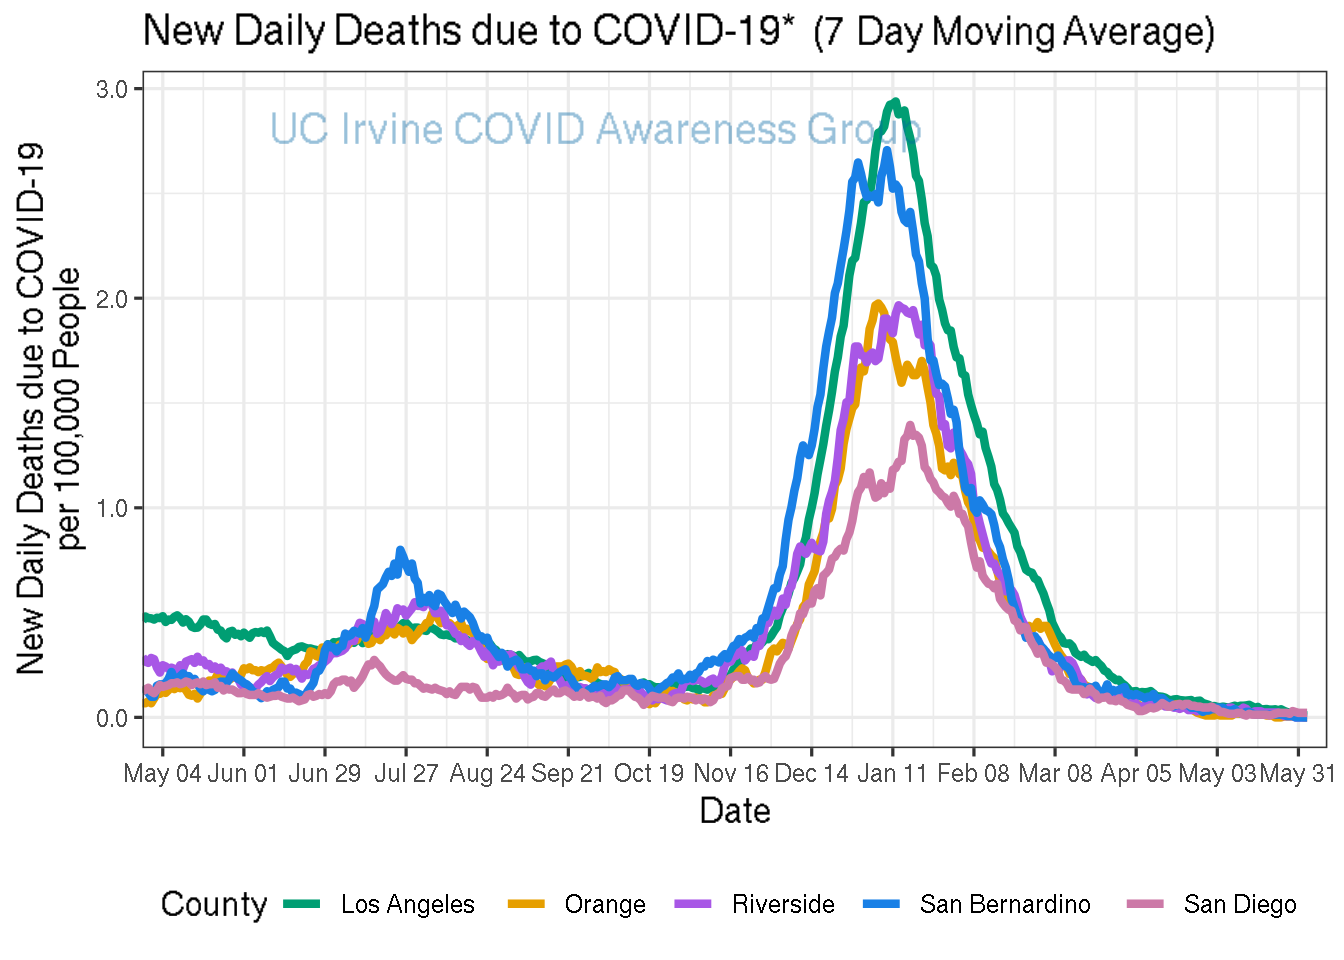 New Daily Deaths due to COVID-19* (7 Day Moving Average)
UC Irvine COVID Awareness Group
New Daily Deaths due to COVID-19
per 100,000 People
3.0
2.0
1.0
0.0
May 04 Jun 01 Jun 29 Jul 27 Aug 24 Sep 21 Oct 19 Nov 16 Dec 14 Jan 11 Feb 08 Mar 08 Apr 05 May 03 May 31
Date
County Los Angeles Orange Riverside San Bernardino San Diego